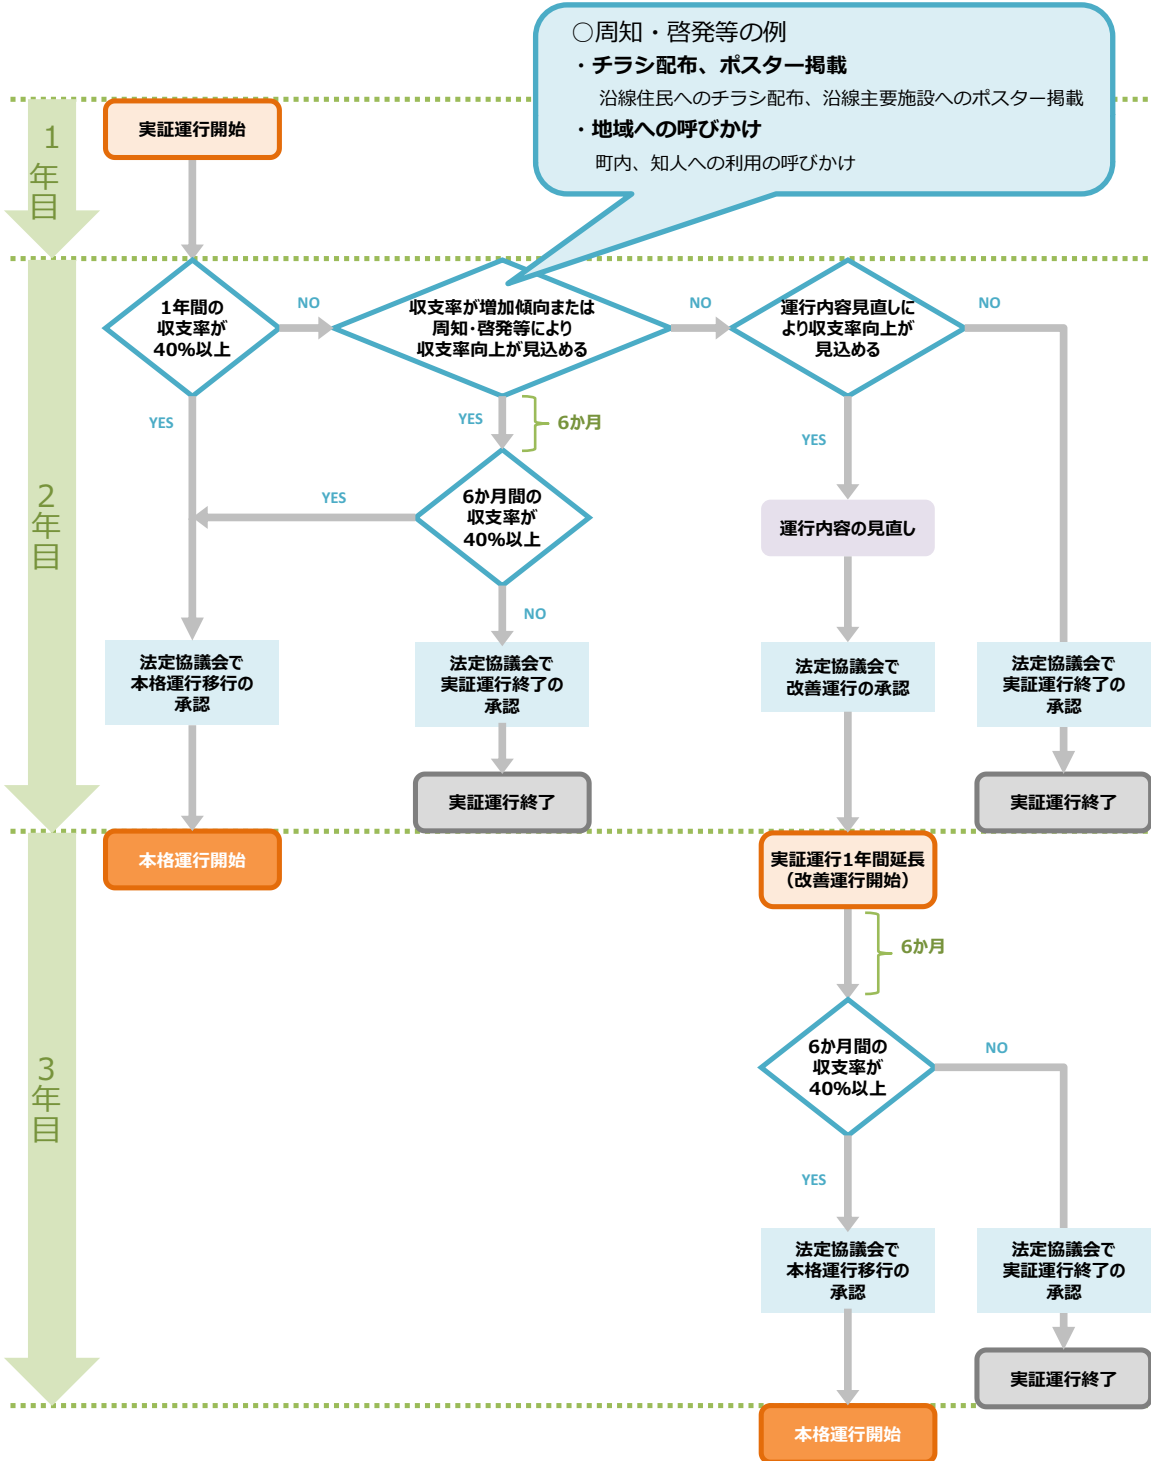 ○周知・啓発等の例
・チラシ配布、ポスター掲載
沿線住民へのチラシ配布、沿線主要施設へのポスター掲載
・地域への呼びかけ
町内、知人への利用の呼びかけ
1年目
実証運行開始
2年目
1年間の
収支率が
40%以上
NO
収支率が増加傾向または
周知・啓発等により
収支率向上が見込める
NO
運行内容見直しに
より収支率向上が
見込める
NO
YES
YES
6か月
YES
6か月間の
収支率が
40%以上
YES
運行内容の見直し
NO
法定協議会で
本格運行移行の
承認
法定協議会で
実証運行終了の
承認
法定協議会で
改善運行の承認
法定協議会で
実証運行終了の
承認
実証運行終了
実証運行終了
3年目
本格運行開始
実証運行1年間延長
(改善運行開始)
6か月
6か月間の
収支率が
40%以上
NO
YES
法定協議会で
本格運行移行の
承認
法定協議会で
実証運行終了の
承認
実証運行終了
本格運行開始